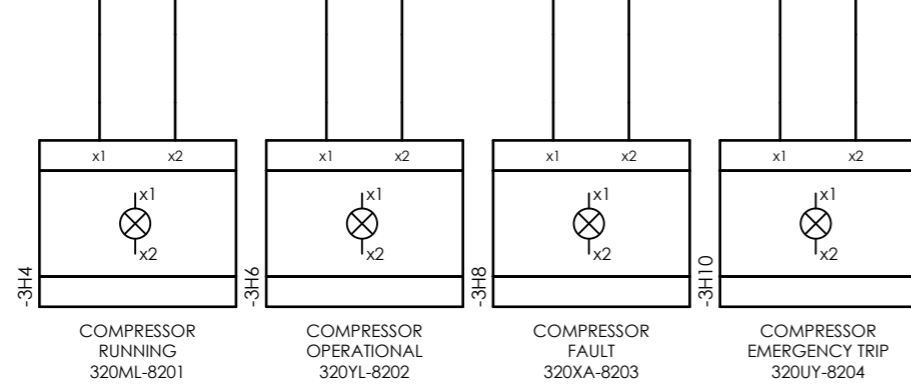 x1 x2 x1 x2 x1 x2 x1 x2
x1 x1 x1 x1
x2 x2 x2 x2
-3H4 -3H6 -3H8 -3H10
COMPRESSOR
RUNNING
320ML-8201
COMPRESSOR
OPERATIONAL
320YL-8202
COMPRESSOR
FAULT
320XA-8203
COMPRESSOR
EMERGENCY TRIP
320UY-8204